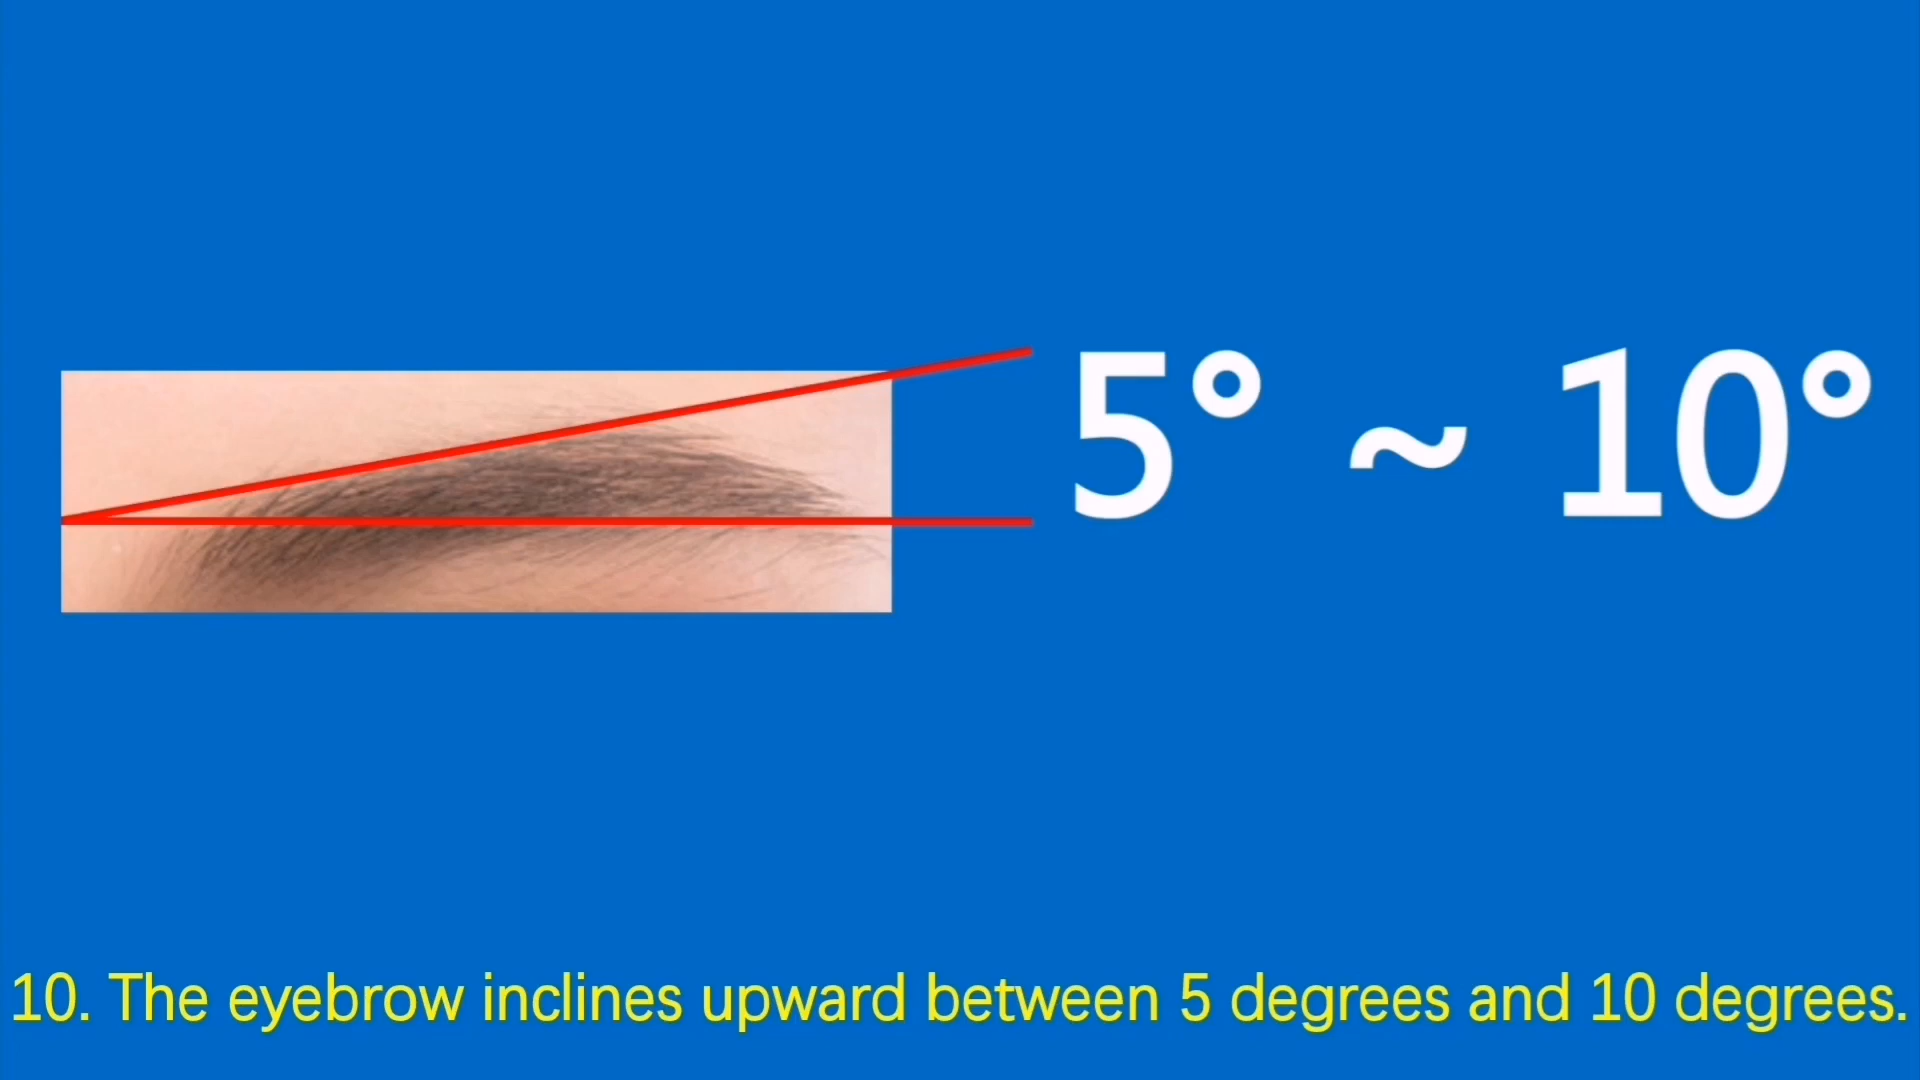 5° ~ 10°
10. The eyebrow inclines upward between 5 degrees and 10 degrees.